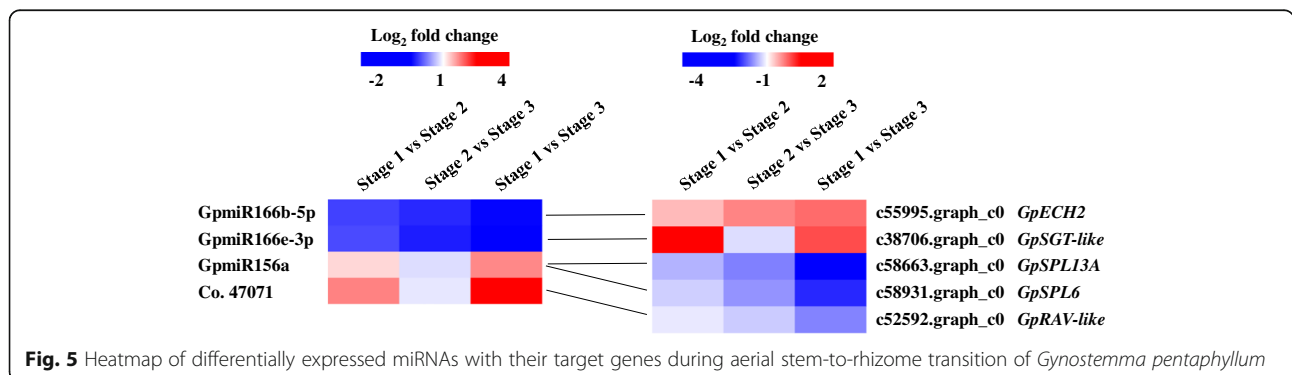 Log2 fold change
-2 1 4
Stage 1 vs Stage 2
Stage 2 vs Stage 3
Stage 1 vs Stage 3
GpmiR166b-5p
GpmiR166e-3p
GpmiR156a
Co. 47071
Log2 fold change
-4 -1 2
Stage 1 vs Stage 2
Stage 2 vs Stage 3
Stage 1 vs Stage 3
c55995.graph_c0 GpECH2
c38706.graph_c0 GpSGT-like
c58663.graph_c0 GpSPL13A
c58931.graph_c0 GpSPL6
c52592.graph_c0 GpRAV-like
Fig. 5 Heatmap of differentially expressed miRNAs with their target genes during aerial stem-to-rhizome transition of Gynostemma pentaphyllum